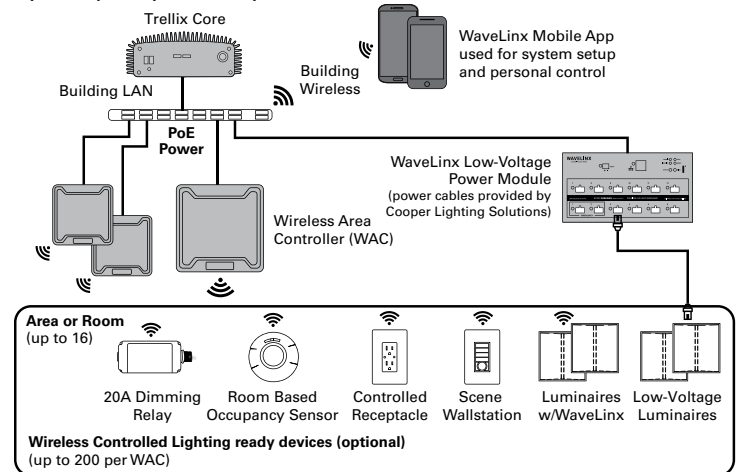 Trellix Core
WaveLinx Mobile App
used for system setup
and personal control
Building
Wireless
Building LAN
PoE
Power
WaveLinx Low-Voltage
Power Module
(power cables provided by
Cooper Lighting Solutions)
WAVELINX
Wireless Area
Controller (WAC)
Area or Room
(up to 16)
20A Dimming
Relay
Room Based
Occupancy Sensor
Controlled
Receptacle
Scene
Wallstation
Luminaires
w/WaveLinx
Low-Voltage
Luminaires
Wireless Controlled Lighting ready devices (optional)
(up to 200 per WAC)